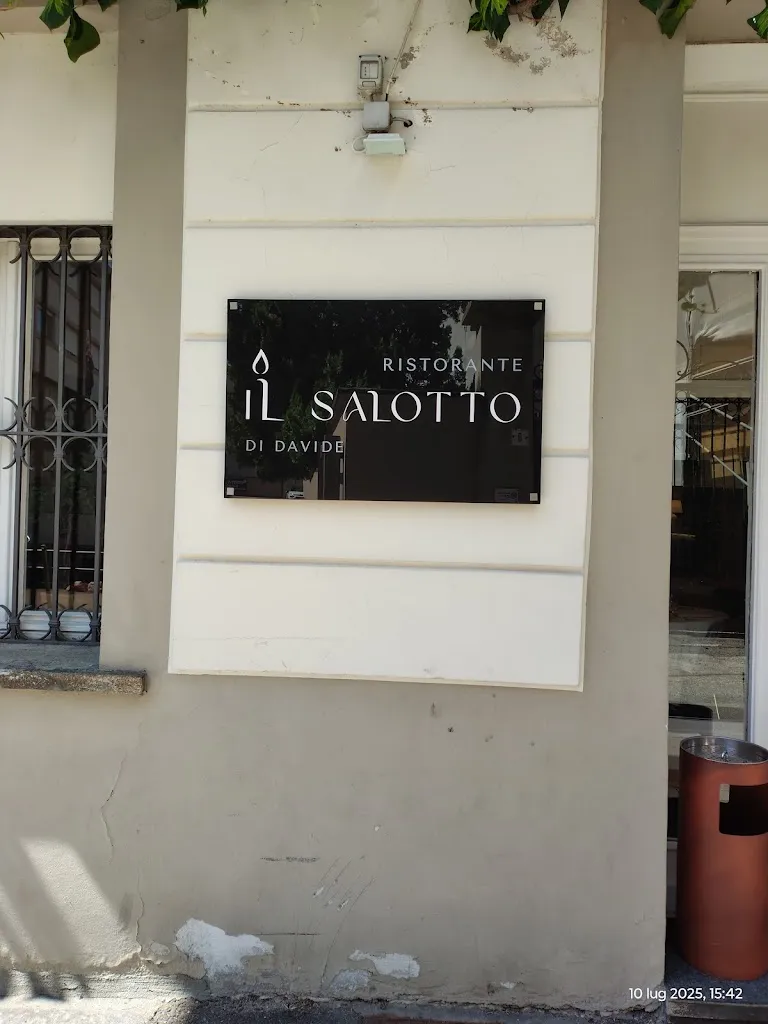 RISTORANTE
IL SALOTTO
DI DAVIDE
10 lug 2025, 15:42